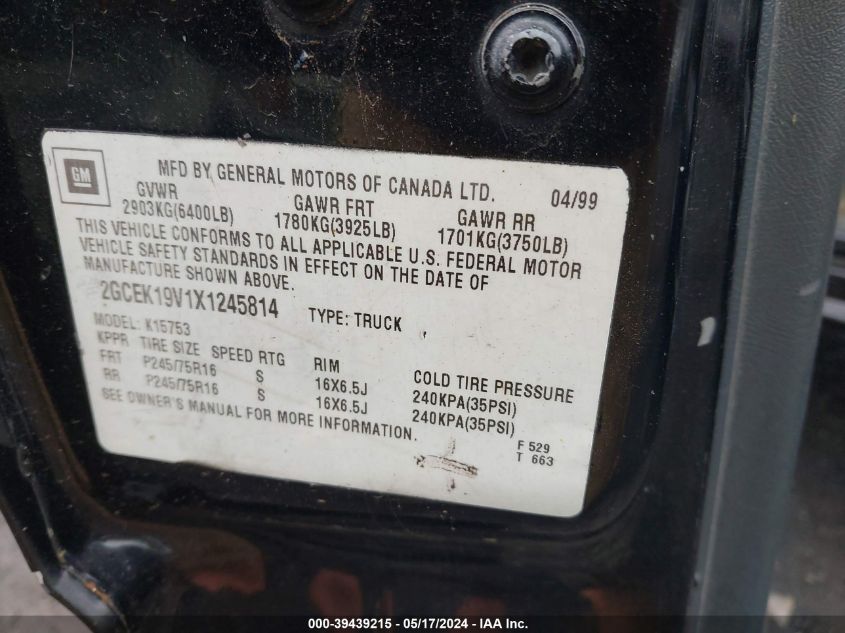 GM
MFD BY GENERAL MOTORS OF CANADA LTD. 04/99
GVWR GAWR FRT GAWR RR
2903KG(6400LB) 1780KG(3925LB) 1701KG(3750LB)
THIS VEHICLE CONFORMS TO ALL APPLICABLE U.S. FEDERAL MOTOR
VEHICLE SAFETY STANDARDS IN EFFECT ON THE DATE OF
MANUFACTURE SHOWN ABOVE.
2GCEK19V1X1245814 TYPE: TRUCK
MODEL: K15753
KPPR TIRE SIZE SPEED RTG RIM COLD TIRE PRESSURE
FRT P245/75R16 S 16X6.5J 240KPA(35PSI)
RR P245/75R16 S 16X6.5J 240KPA(35PSI)
SEE OWNER'S MANUAL FOR MORE INFORMATION.
F 529
T 663
000-39439215 - 05/17/2024 - IAA Inc.